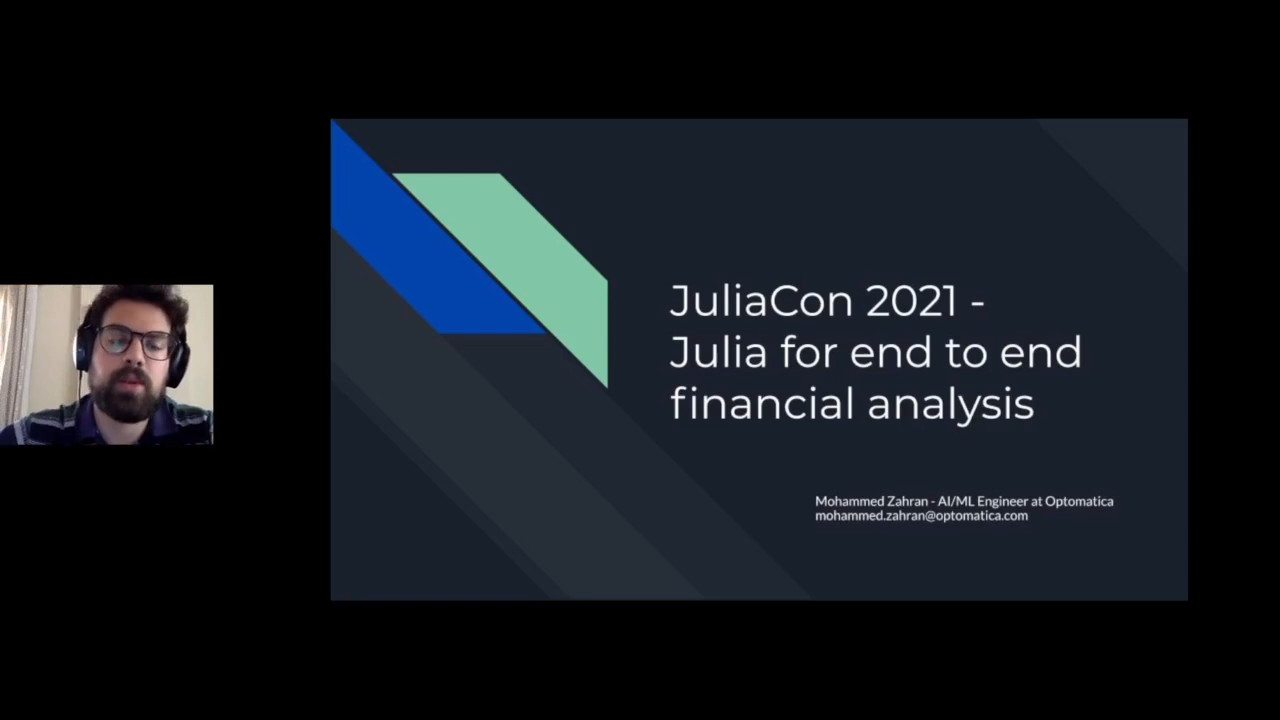 JuliaCon 2021 -
Julia for end to end
financial analysis
Mohammed Zahran - AI/ML Engineer at Optomatica
mohammed.zahran@optomatica.com